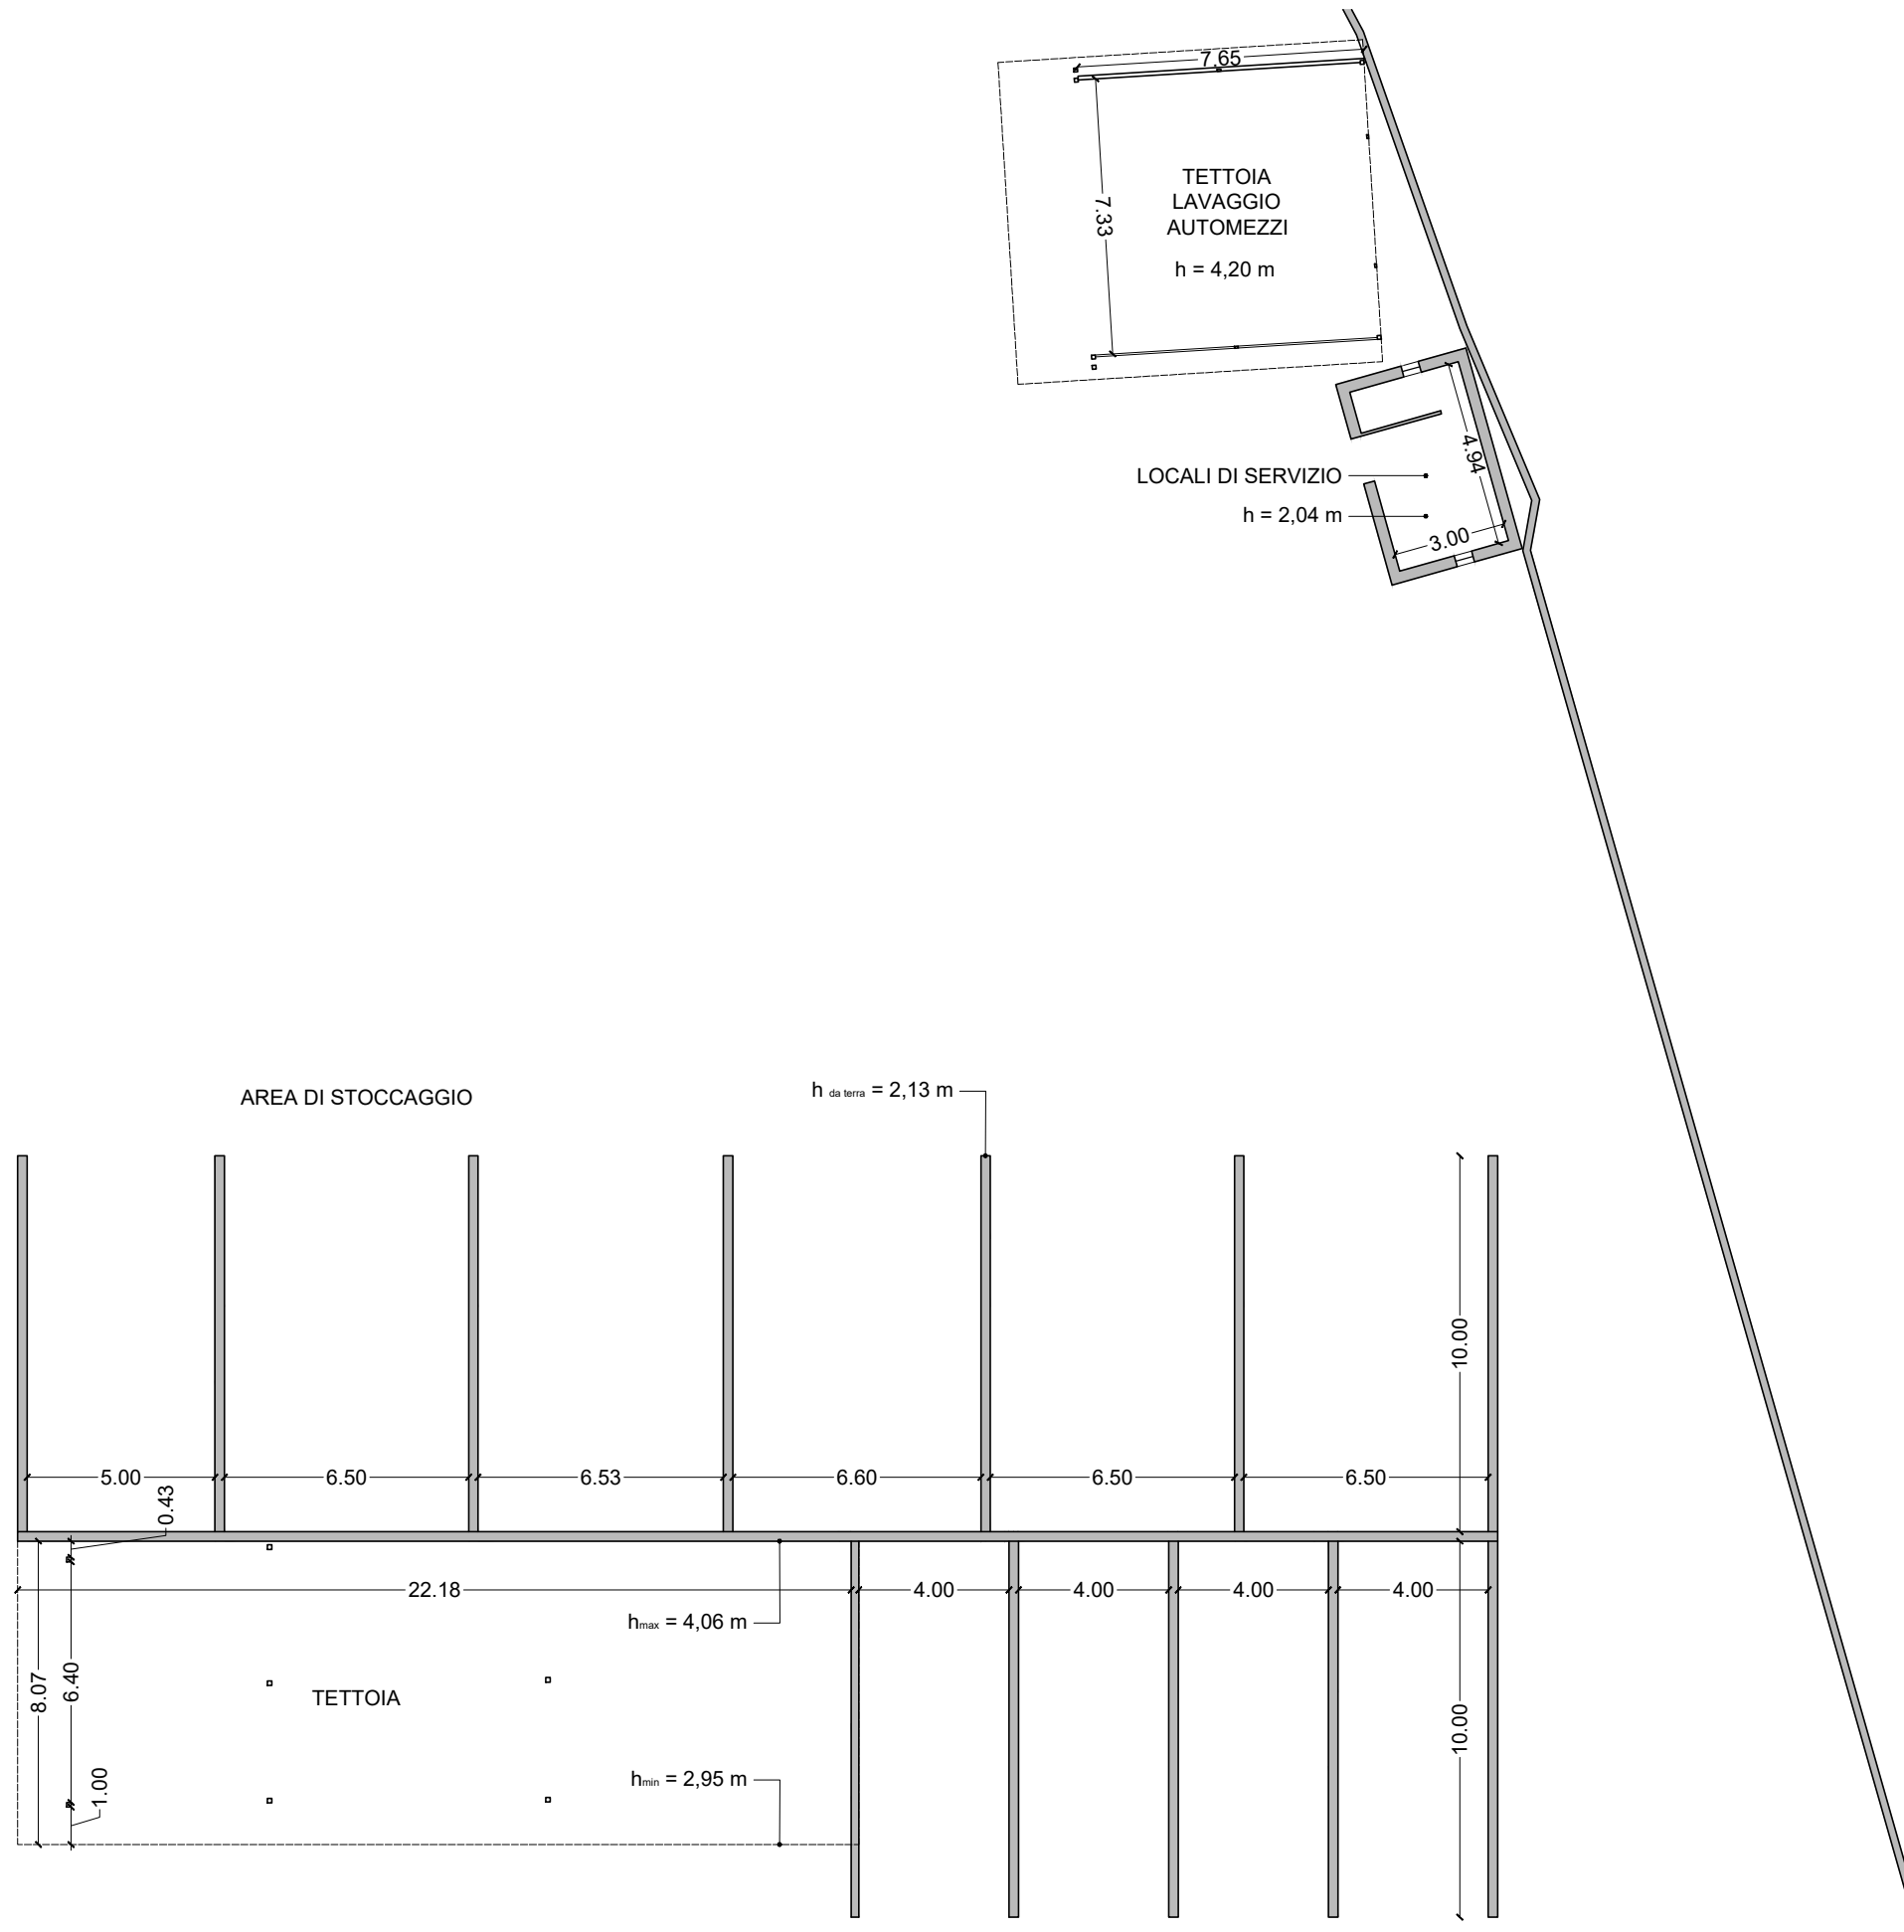 7.65
TETTOIA
LAVAGGIO
AUTOMEZZI
7.33
h = 4,20 m
LOCALI DI SERVIZIO
4.94
h = 2,04 m
3.00
AREA DI STOCCAGGIO
h da terra = 2,13 m
10.00
5.00
6.50
6.53
6.60
6.50
6.50
0.43
22.18
4.00
4.00
4.00
4.00
hmax = 4,06 m
8.07
6.40
TETTOIA
10.00
hmin = 2,95 m
1.00